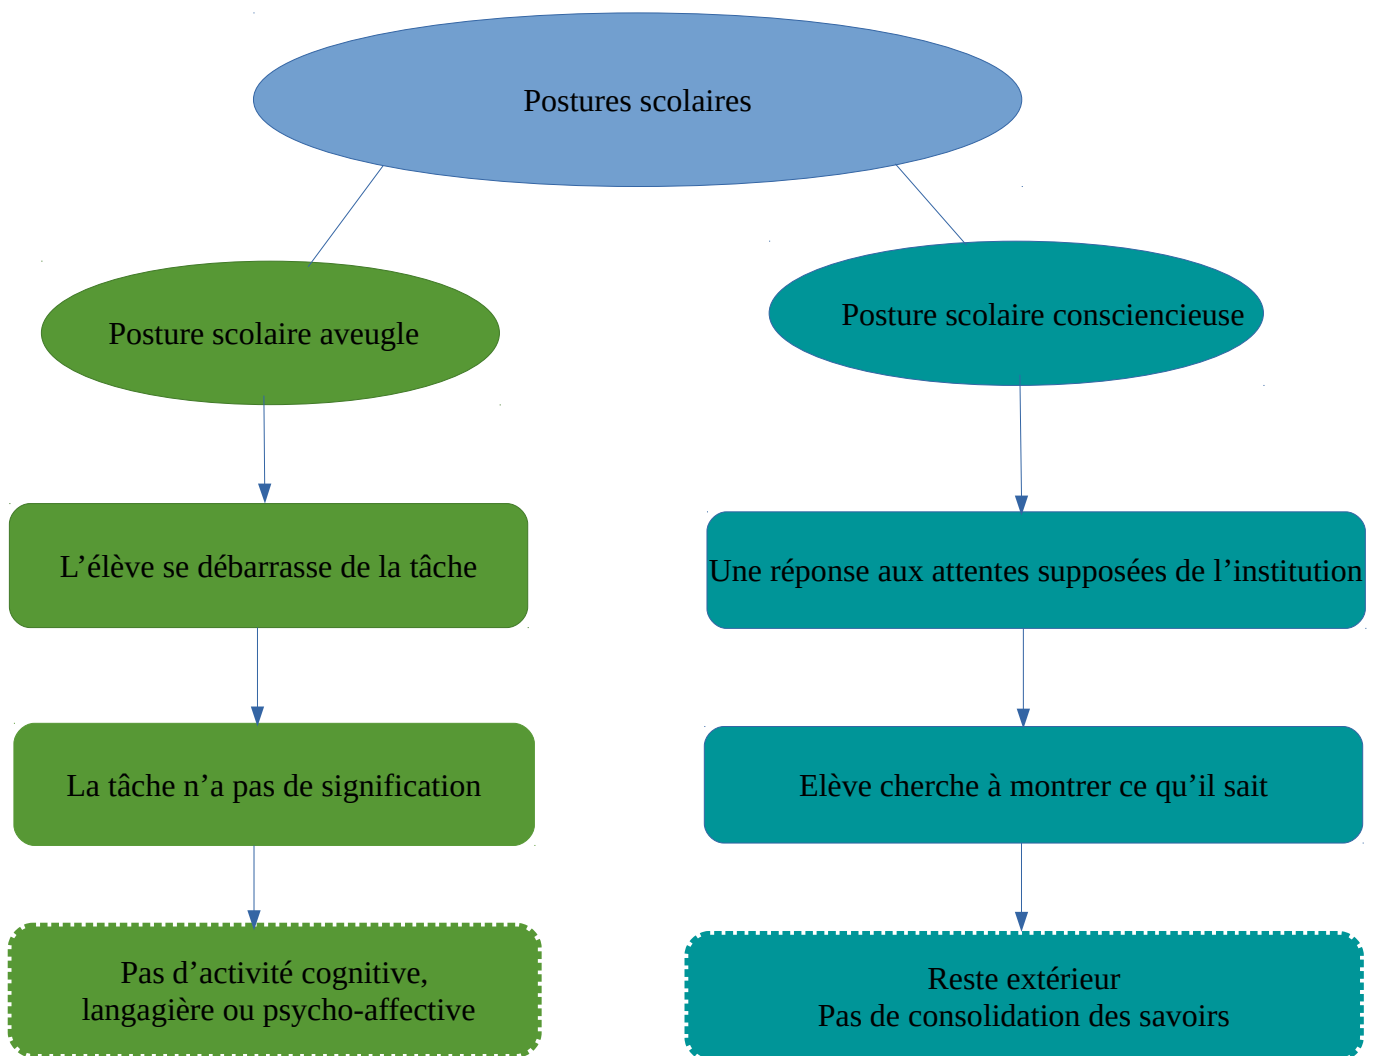 Postures scolaires
Posture scolaire aveugle
Posture scolaire consciencieuse
L’élève se débarrasse de la tâche
Une réponse aux attentes supposées de l’institution
La tâche n’a pas de signification
Elève cherche à montrer ce qu’il sait
Pas d’activité cognitive,
langagière ou psycho-affective
Reste extérieur
Pas de consolidation des savoirs